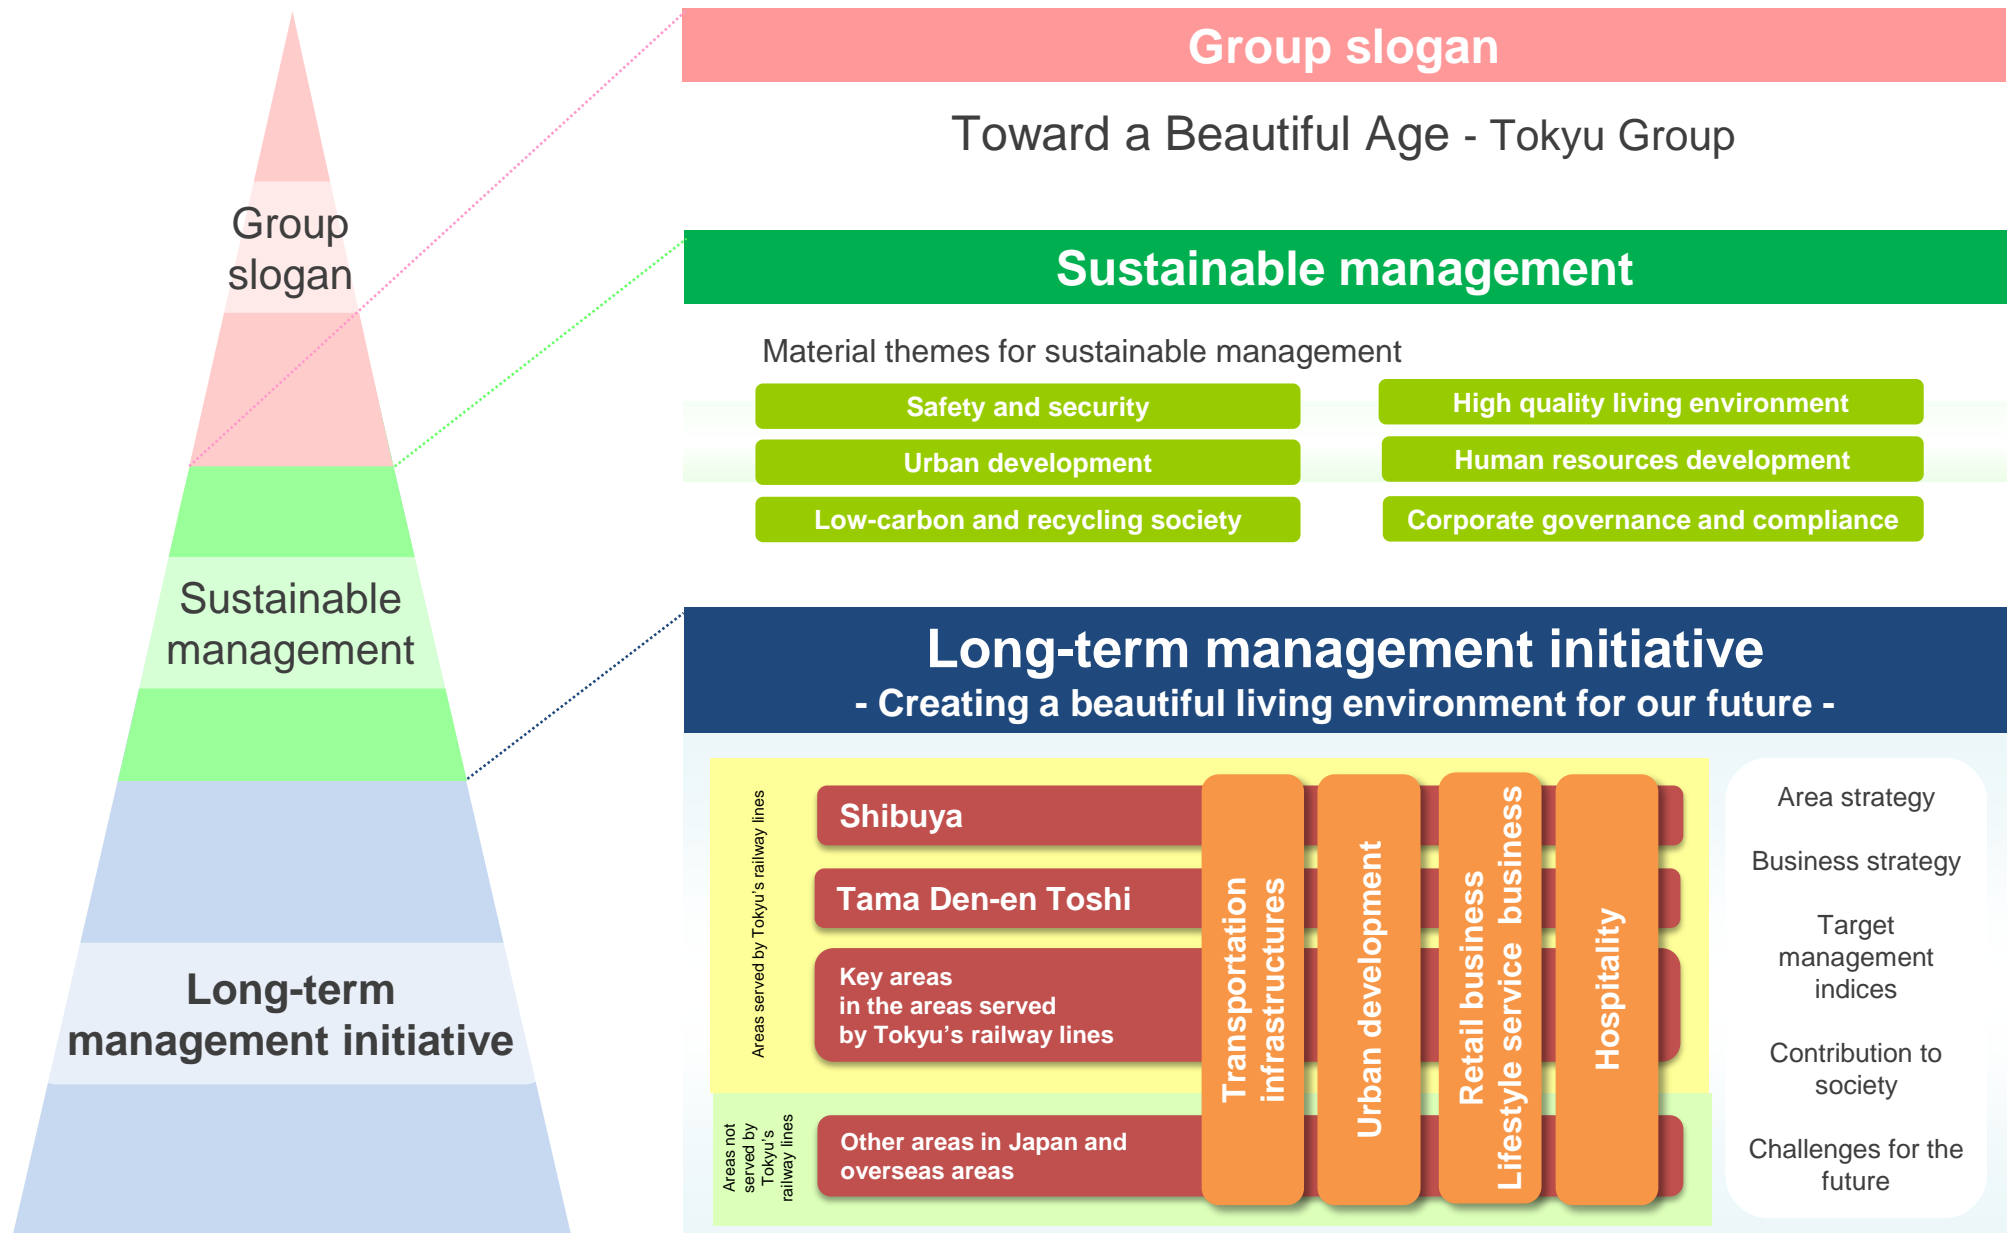 Group
slogan
Sustainable
management
Long-term
management initiative
Group slogan
Toward a Beautiful Age - Tokyu Group
Sustainable management
Material themes for sustainable management
Safety and security
High quality living environment
Urban development
Human resources development
Low-carbon and recycling society
Corporate governance and compliance
Long-term management initiative
- Creating a beautiful living environment for our future -
Areas served by Tokyu's railway lines
Shibuya
Tama Den-en Toshi
Key areas
in the areas served
by Tokyu's railway lines
Areas not
served by
Tokyu's
railway lines
Other areas in Japan and
overseas areas
Transportation
infrastructures
Urban development
Retail business
Lifestyle service business
Hospitality
Area strategy
Business strategy
Target
management
indices
Contribution to
society
Challenges for the
future